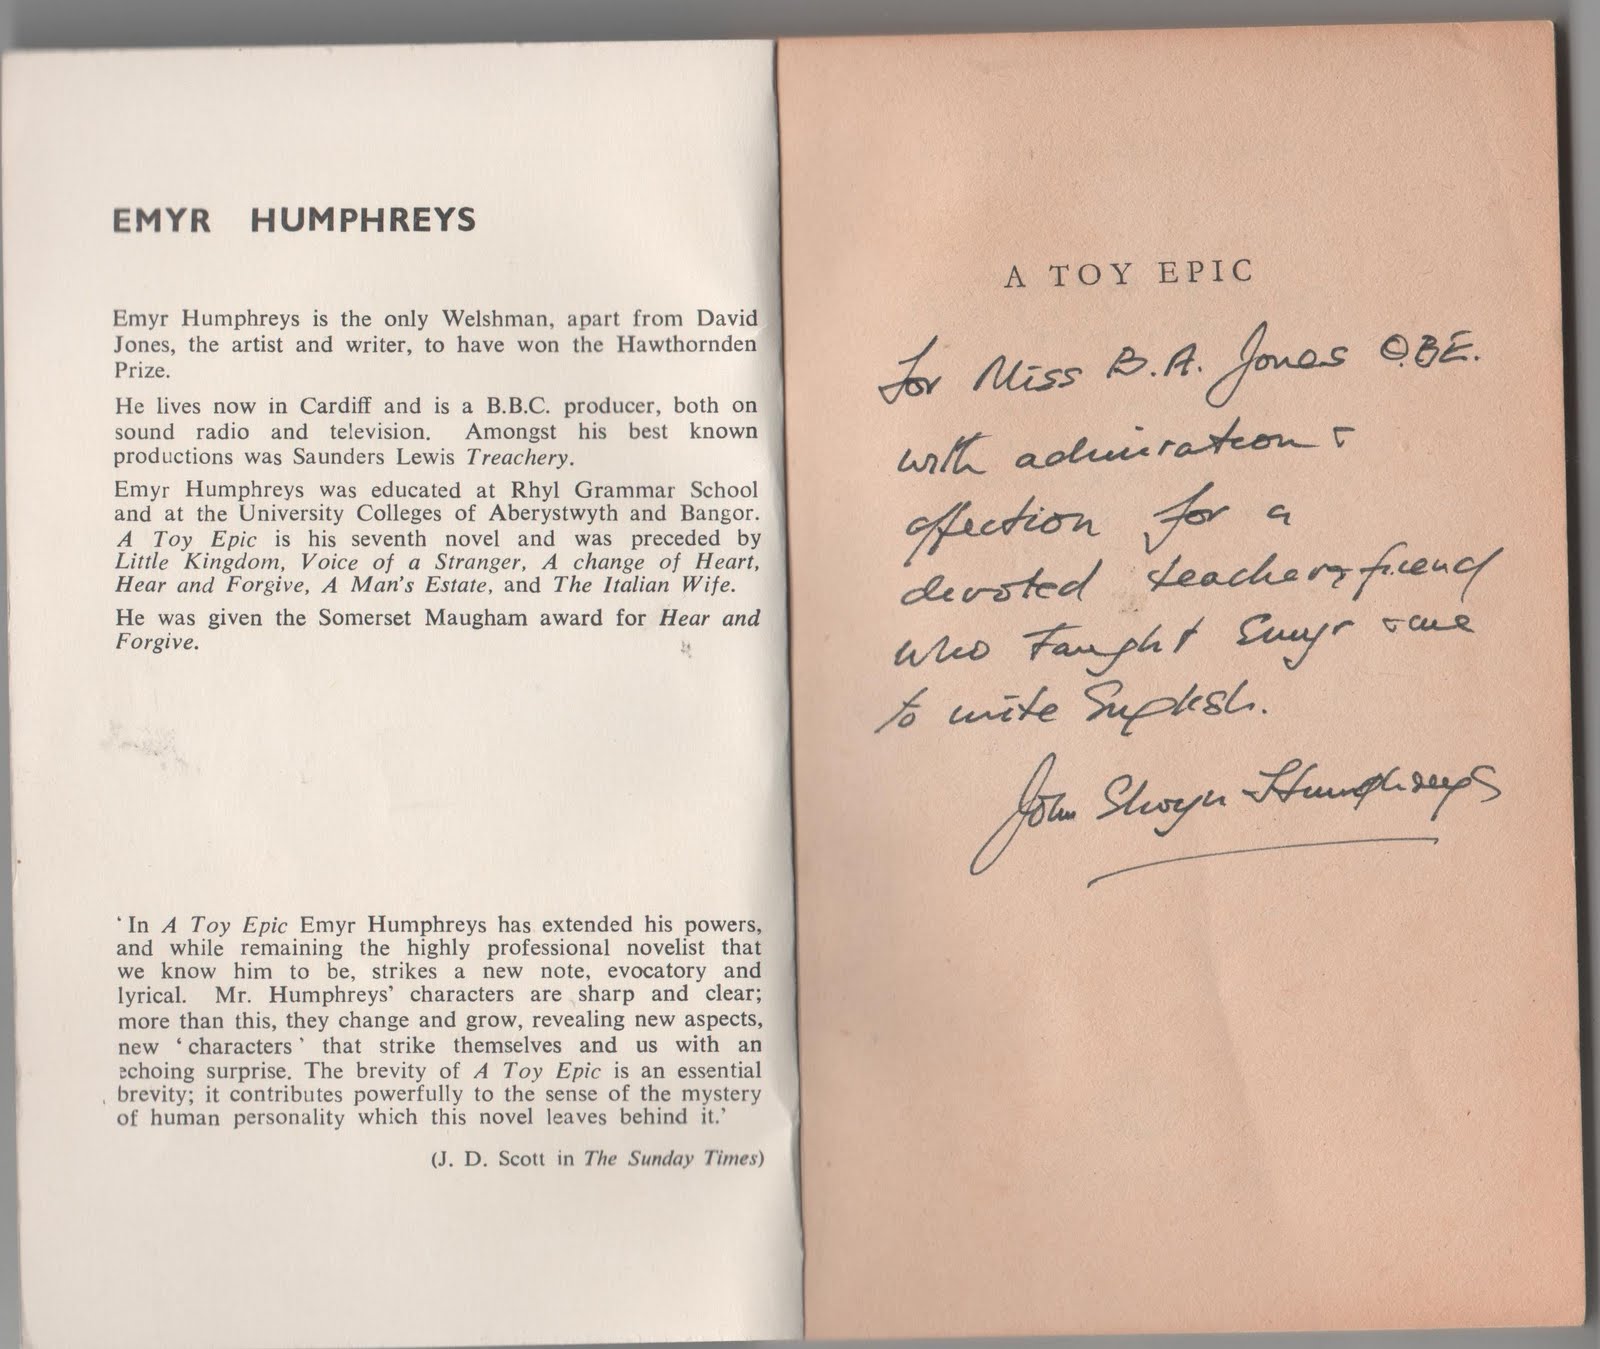 EMYR HUMPHREYS
Emyr Humphreys is the only Welshman, apart from David
Jones, the artist and writer, to have won the Hawthornden
Prize.
He lives now in Cardiff and is a B.B.C. producer, both on
sound radio and television. Amongst his best known
productions was Saunders Lewis Treachery.
Emyr Humphreys was educated at Rhyl Grammar School
and at the University Colleges of Aberystwyth and Bangor.
A Toy Epic is his seventh novel and was preceded by
Little Kingdom, Voice of a Stranger, A change of Heart,
Hear and Forgive, A Man's Estate, and The Italian Wife.
He was given the Somerset Maugham award for Hear and
Forgive.
‘In A Toy Epic Emyr Humphreys has extended his powers,
and while remaining the highly professional novelist that
we know him to be, strikes a new note, evocatory and
lyrical. Mr. Humphreys’ characters are sharp and clear;
more than this, they change and grow, revealing new aspects,
new ‘characters’ that strike themselves and us with an
echoing surprise. The brevity of A Toy Epic is an essential
brevity; it contributes powerfully to the sense of the mystery
of human personality which this novel leaves behind it.’
(J. D. Scott in The Sunday Times)
A TOY EPIC
For Miss B.A. Jones O.B.E.
with admiration &
affection for a
devoted teacher & friend
who taught Emyr & me
to write English.
John Elwyn Humphreys